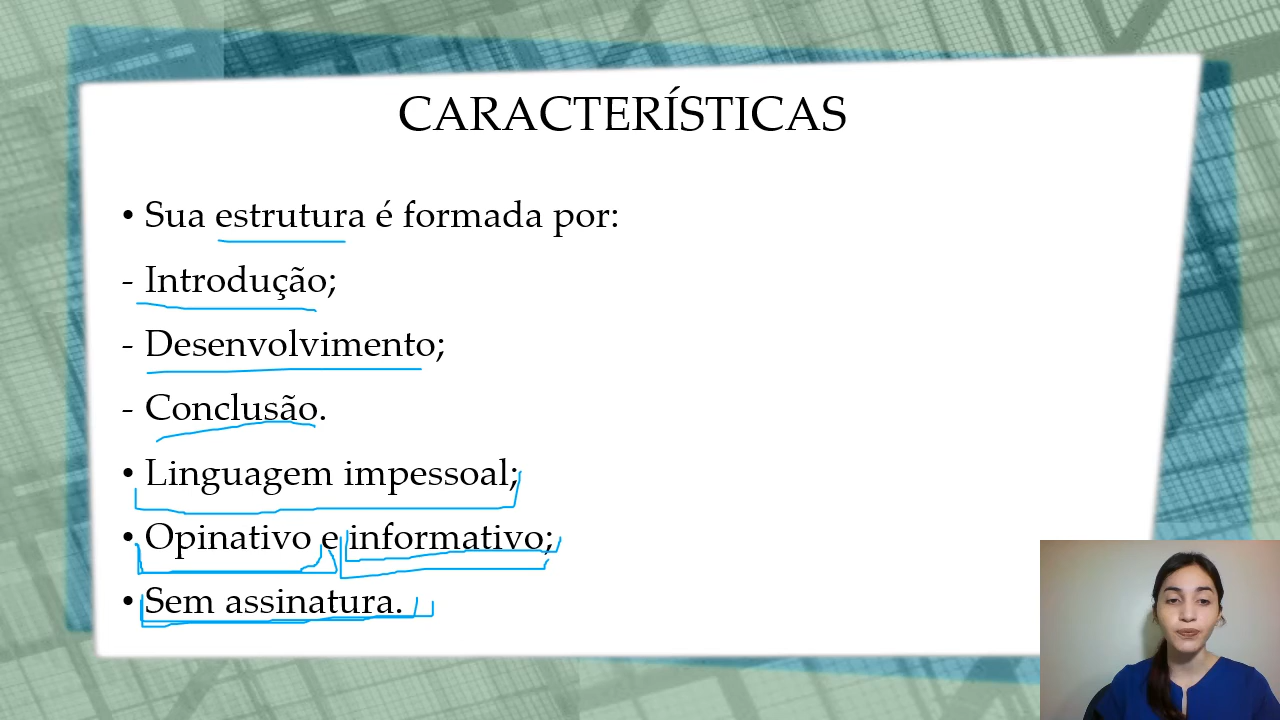 CARACTERÍSTICAS
• Sua estrutura é formada por:
- Introdução;
- Desenvolvimento;
- Conclusão.
• Linguagem impessoal;
• Opinativo e informativo;
• Sem assinatura.